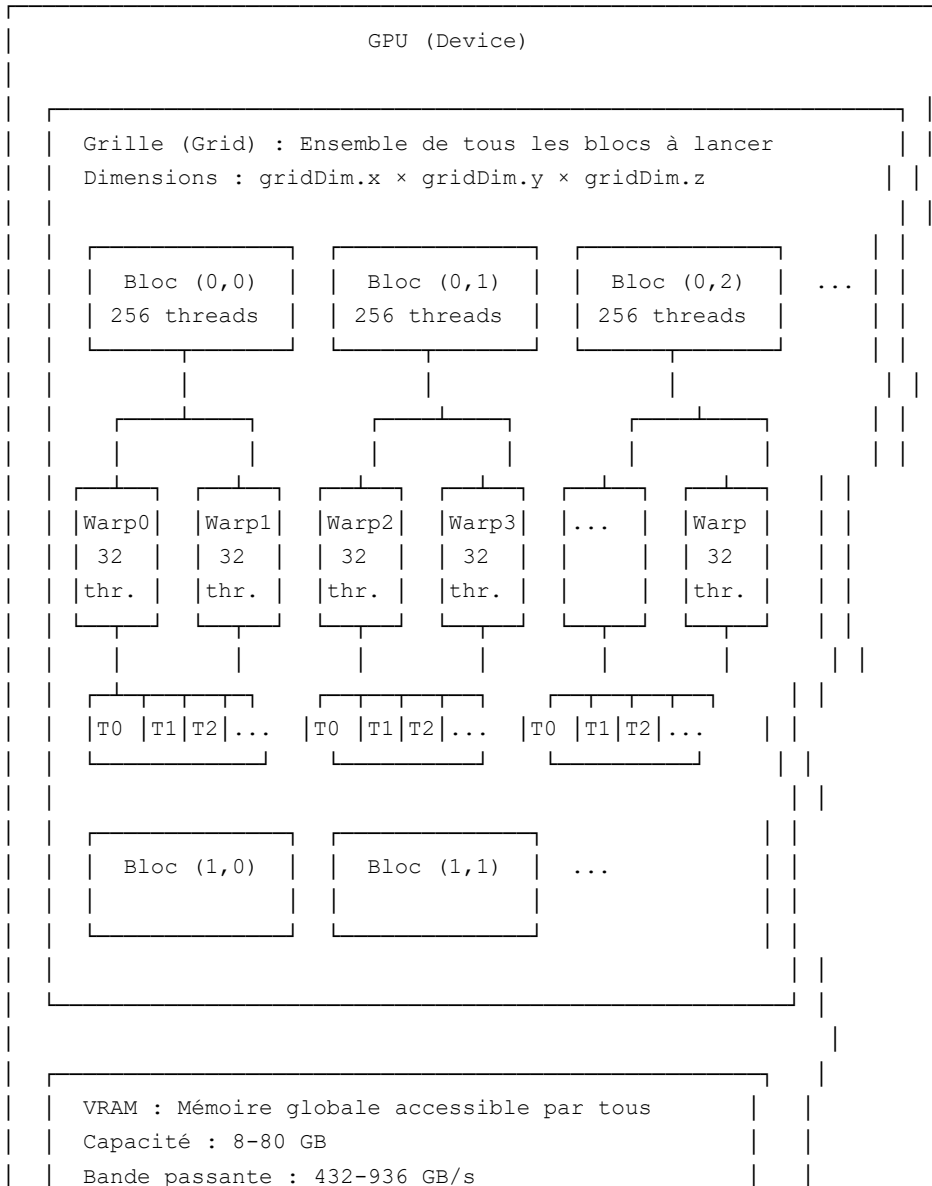 GPU (Device)
Grille (Grid) : Ensemble de tous les blocs à lancer
Dimensions : gridDim.x × gridDim.y × gridDim.z
Bloc (0,0) Bloc (0,1) Bloc (0,2) ...
256 threads 256 threads 256 threads
Warp0 Warp1 Warp2 Warp3 ... Warp
32 32 32 32 32
thr. thr. thr. thr. thr.
T0 T1 T2 ... T0 T1 T2 ... T0 T1 T2 ...
Bloc (1,0) Bloc (1,1) ...
VRAM : Mémoire globale accessible par tous
Capacité : 8-80 GB
Bande passante : 432-936 GB/s